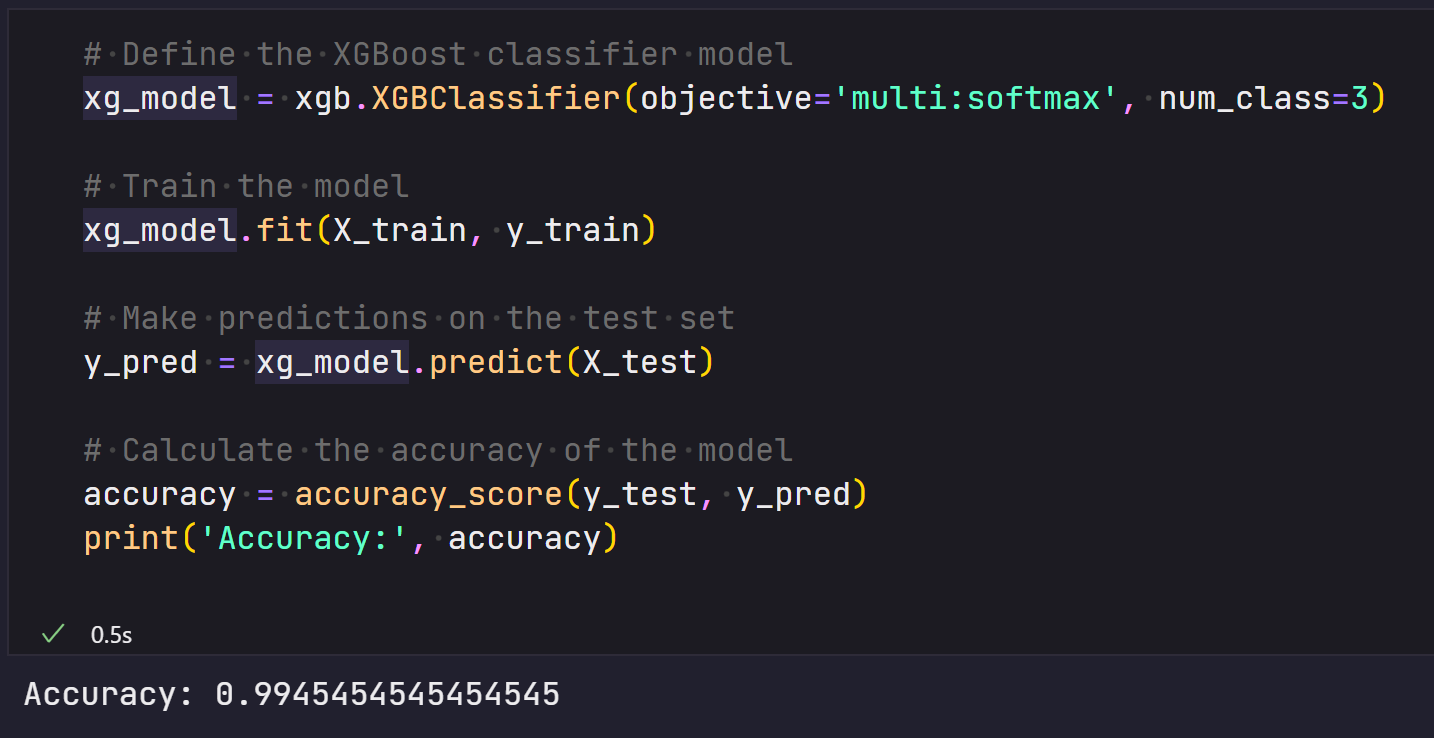 # Define the XGBoost classifier model
xg_model = xgb.XGBClassifier(objective='multi:softmax', num_class=3)
# Train the model
xg_model.fit(X_train, y_train)
# Make predictions on the test set
y_pred = xg_model.predict(X_test)
# Calculate the accuracy of the model
accuracy = accuracy_score(y_test, y_pred)
print('Accuracy:', accuracy)
0.5s
Accuracy: 0.9945454545454545